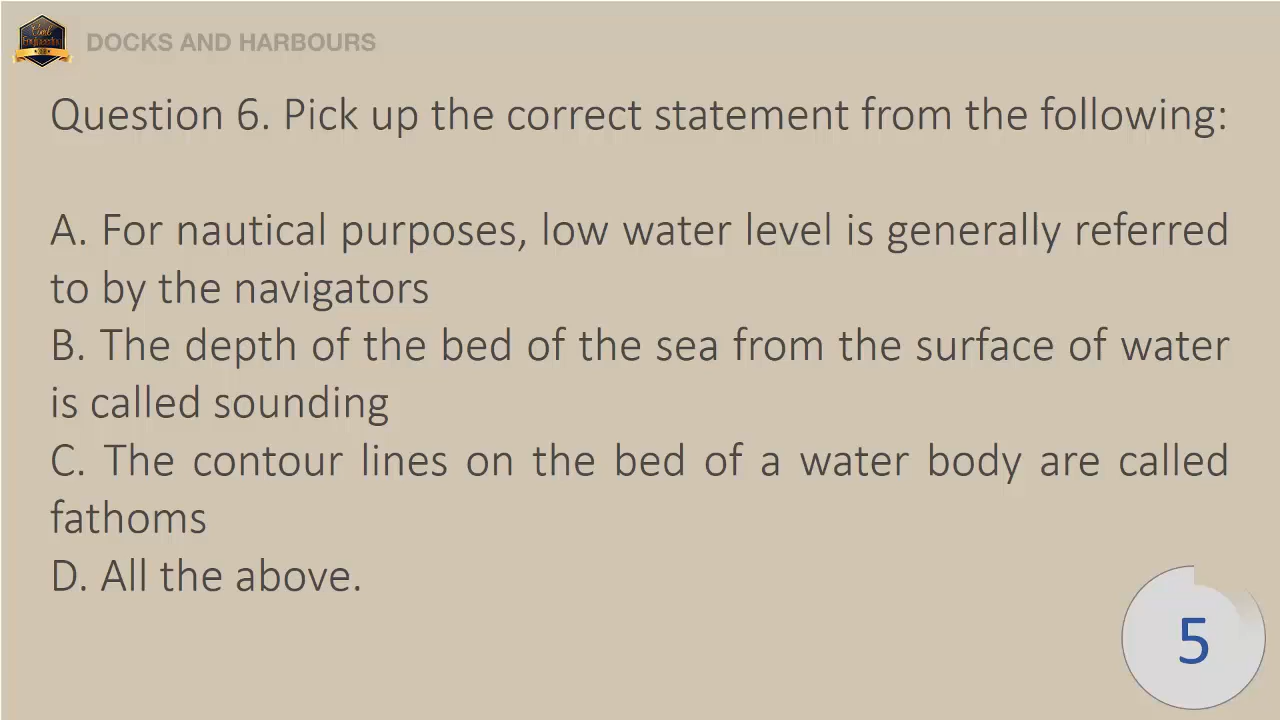 DOCKS AND HARBOURS
Question 6. Pick up the correct statement from the following:
A. For nautical purposes, low water level is generally referred
to by the navigators
B. The depth of the bed of the sea from the surface of water
is called sounding
C. The contour lines on the bed of a water body are called
fathoms
D. All the above.
5